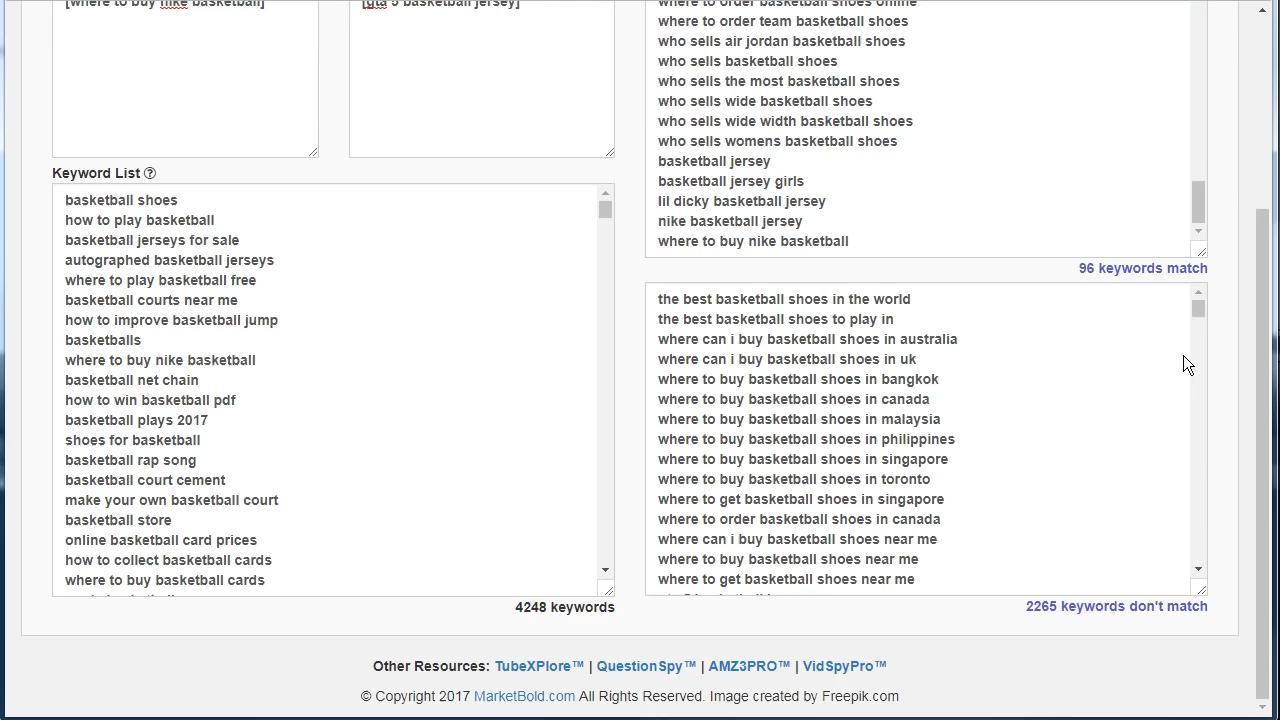 [where to buy nike basketball]
[gta 5 basketball jersey]
Keyword List ?
basketball shoes
how to play basketball
basketball jerseys for sale
autographed basketball jerseys
where to play basketball free
basketball courts near me
how to improve basketball jump
basketballs
where to buy nike basketball
basketball net chain
how to win basketball pdf
basketball plays 2017
shoes for basketball
basketball rap song
basketball court cement
make your own basketball court
basketball store
online basketball card prices
how to collect basketball cards
where to buy basketball cards
4248 keywords
where to order basketball shoes online
where to order team basketball shoes
who sells air jordan basketball shoes
who sells basketball shoes
who sells the most basketball shoes
who sells wide basketball shoes
who sells wide width basketball shoes
who sells womens basketball shoes
basketball jersey
basketball jersey girls
lil dicky basketball jersey
nike basketball jersey
where to buy nike basketball
96 keywords match
the best basketball shoes in the world
the best basketball shoes to play in
where can i buy basketball shoes in australia
where can i buy basketball shoes in uk
where to buy basketball shoes in bangkok
where to buy basketball shoes in canada
where to buy basketball shoes in malaysia
where to buy basketball shoes in philippines
where to buy basketball shoes in singapore
where to buy basketball shoes in toronto
where to get basketball shoes in singapore
where to order basketball shoes in canada
where can i buy basketball shoes near me
where to buy basketball shoes near me
where to get basketball shoes near me
2265 keywords don't match
Other Resources: TubeXPlore™ | QuestionSpy™ | AMZ3PRO™ | VidSpyPro™
© Copyright 2017 MarketBold.com All Rights Reserved. Image created by Freepik.com